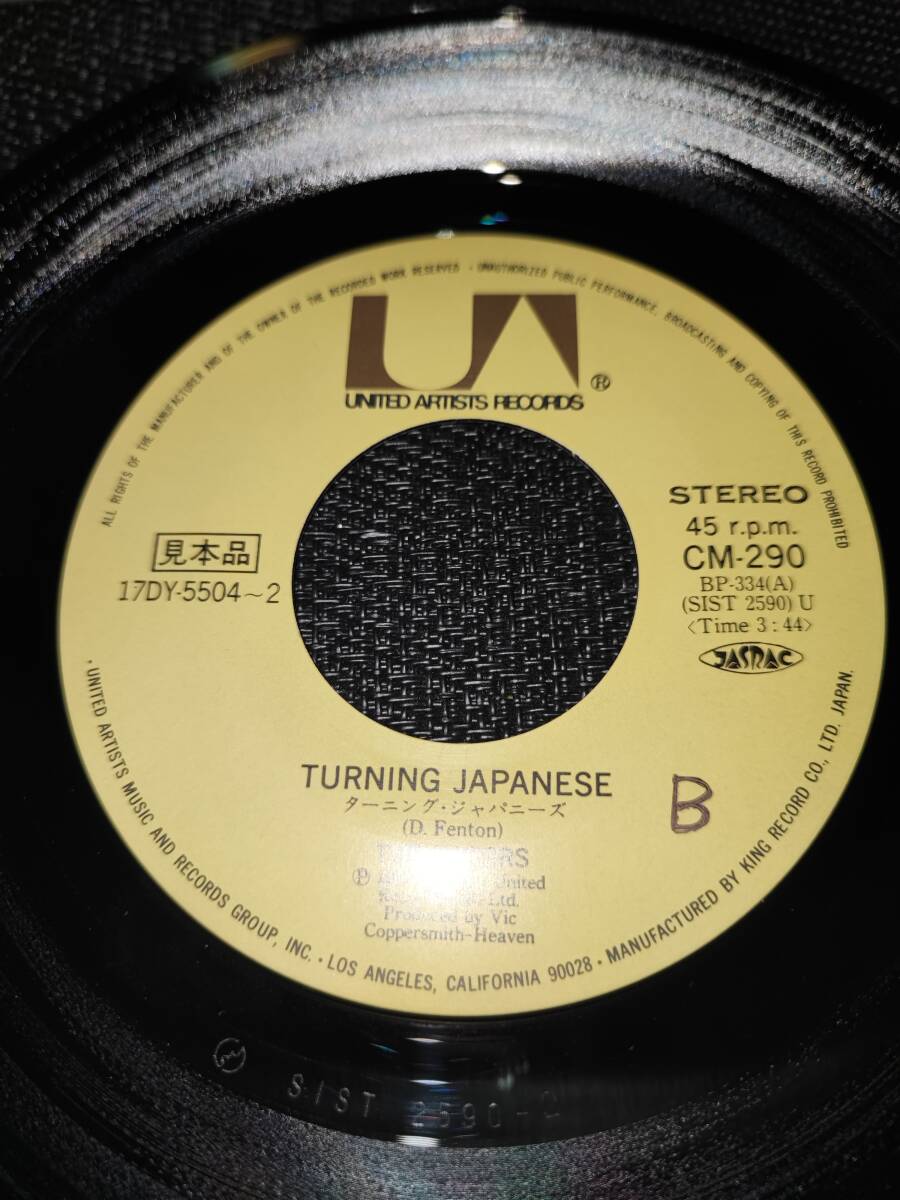 ALL RIGHTS OF THE MANUFACTURER AND OF THE OWNER OF THE RECORDED WORK RESERVED · UNAUTHORIZED PUBLIC PERFORMANCE, BROADCASTING AND COPYING OF THIS RECORD PROHIBITED
UA ®
UNITED ARTISTS RECORDS
見本品
17DY-5504~2
STEREO
45 r.p.m.
CM-290
BP-334(A)
(SIST 2590) U
<Time 3:44>
JASRAC
TURNING JAPANESE
ターニング・ジャパニーズ
(D. Fenton)
B
℗ United
Ltd.
Produced by Vic
Coppersmith-Heaven
· UNITED ARTISTS MUSIC AND RECORDS GROUP, INC. · LOS ANGELES, CALIFORNIA 90028 · MANUFACTURED BY KING RECORD CO., LTD. JAPAN.
SIST 2590-